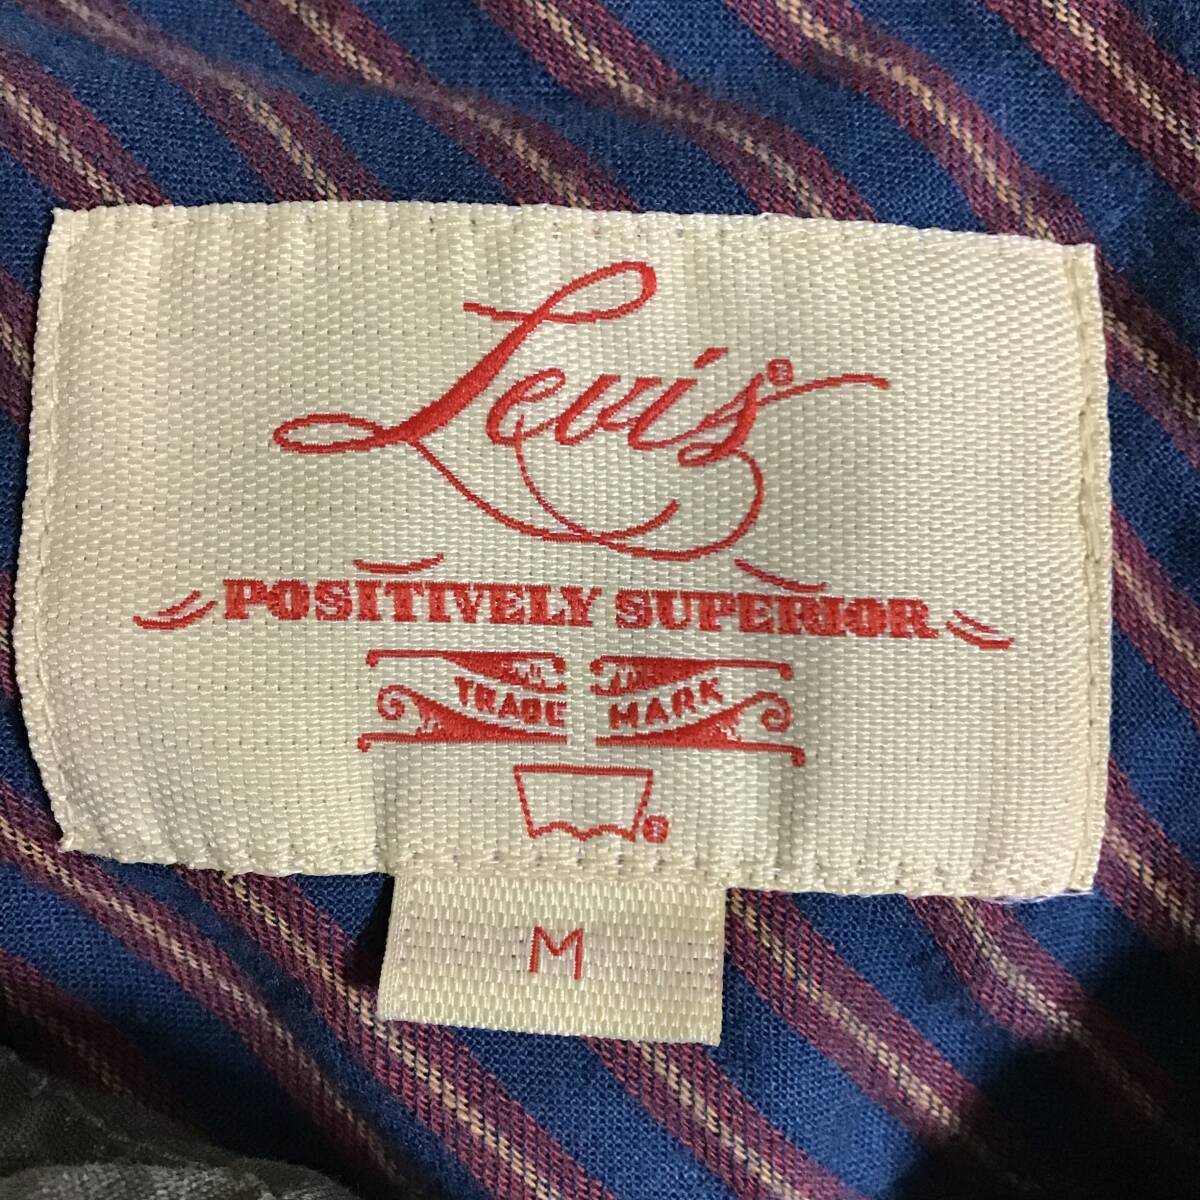 Levi's®
POSITIVELY SUPERIOR
TRADE MARK
®
M